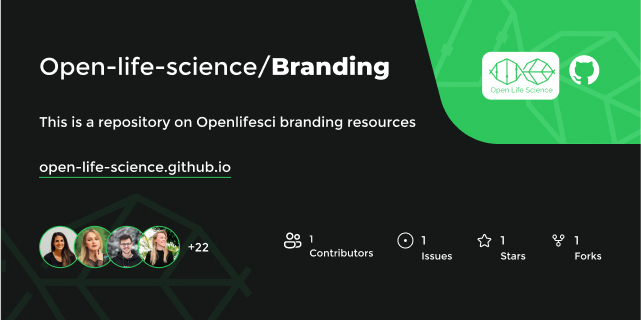 Open-life-science/Branding
Open Life Science
This is a repository on Openlifesci branding resources
open-life-science.github.io
+22
1
Contributors
1
Issues
1
Stars
1
Forks